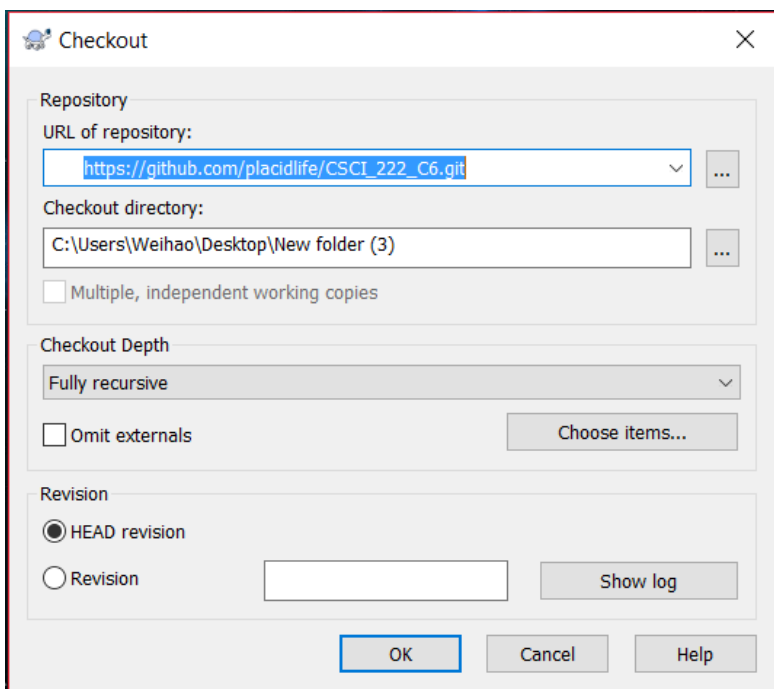 Checkout
Repository
URL of repository:
https://github.com/placidlife/CSCI_222_C6.git
...
Checkout directory:
C:\Users\Weihao\Desktop\New folder (3)
...
Multiple, independent working copies
Checkout Depth
Fully recursive
Omit externals
Choose items...
Revision
HEAD revision
Revision
Show log
OK
Cancel
Help